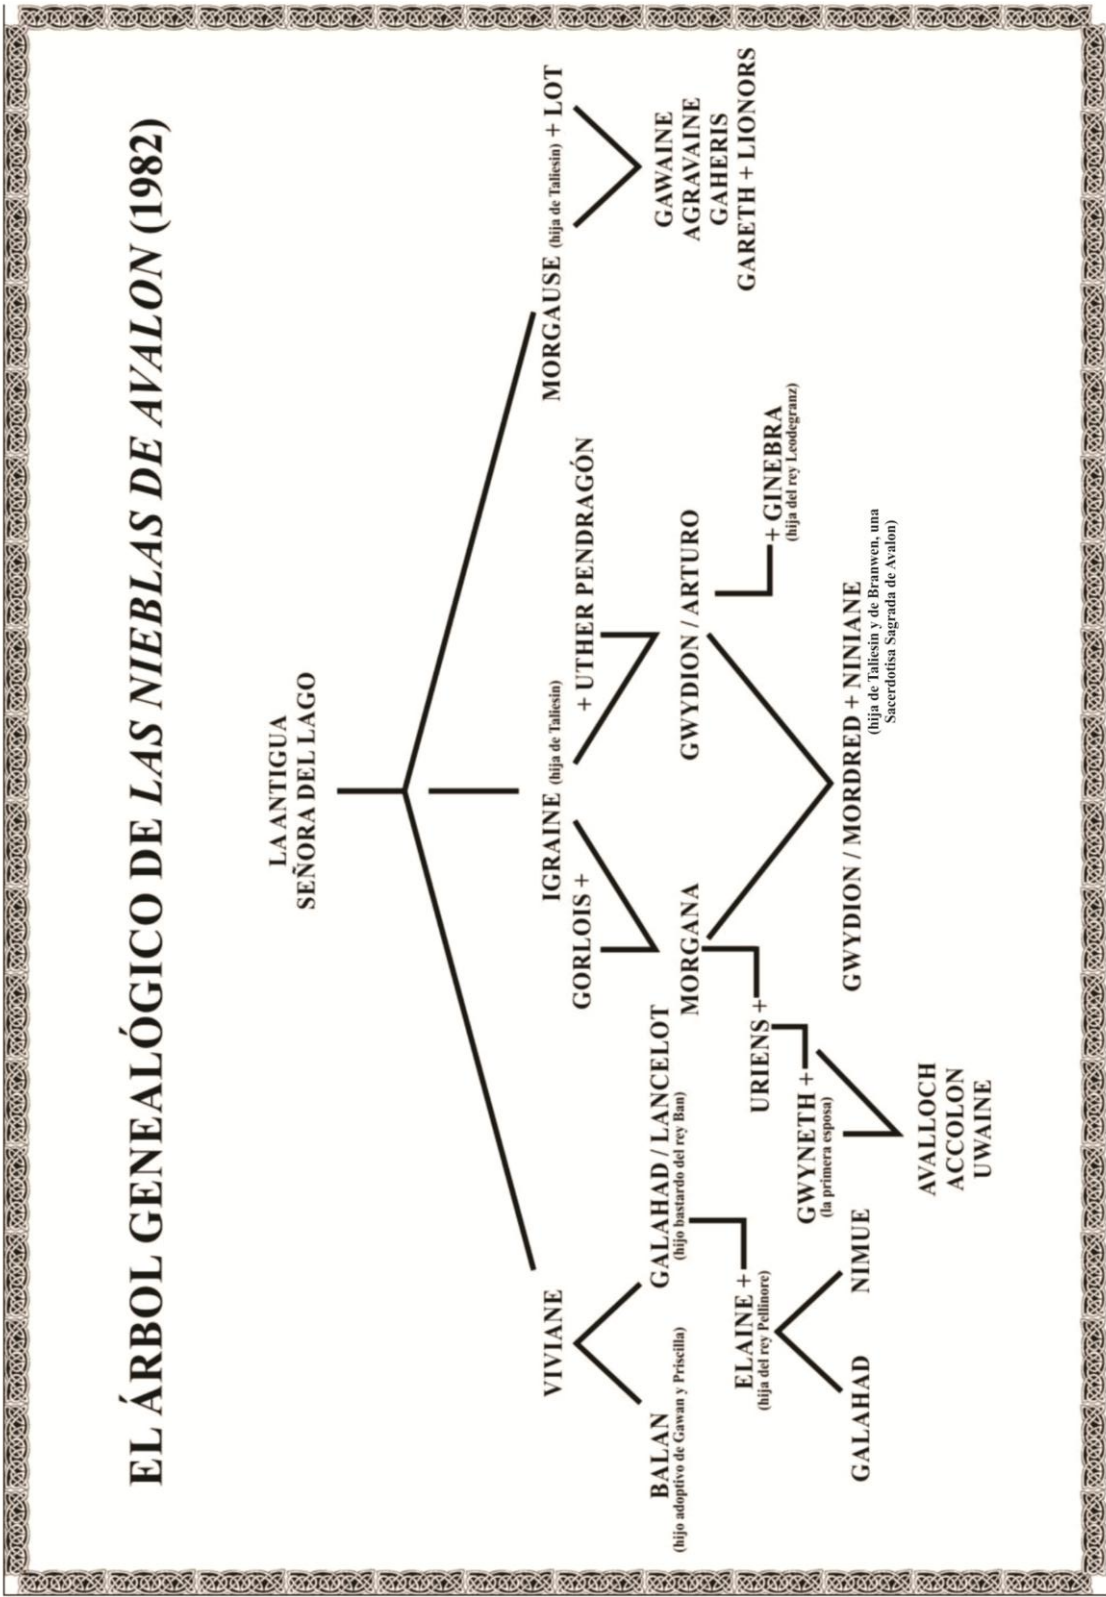 EL ÁRBOL GENEALÓGICO DE LAS NIEBLAS DE AVALON (1982)
LA ANTIGUA
SEÑORA DEL LAGO
VIVIANE
IGRAINE (hija de Taliesin)
MORGAUSE (hija de Taliesin) + LOT
GORLOIS +
+ UTHER PENDRAGÓN
BALAN
(hijo adoptivo de Gawan y Priscilla)
GALAHAD / LANCELOT
(hijo bastardo del rey Ban)
MORGANA
GWYDION / ARTURO
GAWAINE
AGRAVAINE
GAHERIS
GARETH + LIONORS
ELAINE +
(hija del rey Pellinore)
URIENS +
+ GINEBRA
(hija del rey Leodegranz)
GWYNETH +
(la primera esposa)
GALAHAD
NIMUE
GWYDION / MORDRED + NINIANE
(hija de Taliesin y de Branwen, una
Sacerdotisa Sagrada de Avalon)
AVALLOCH
ACCOLON
UWAINE